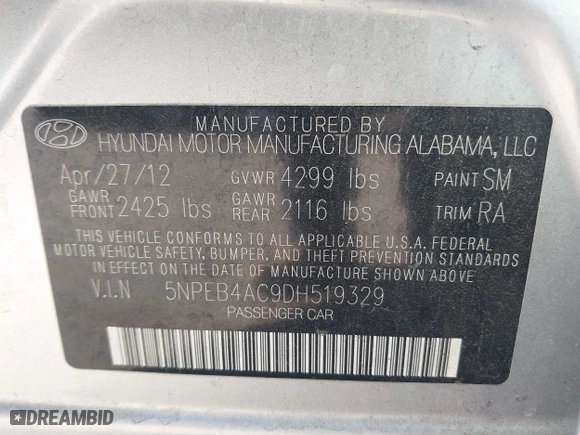 MANUFACTURED BY
HYUNDAI MOTOR MANUFACTURING ALABAMA, LLC
Apr/27/12 GVWR 4299 lbs PAINT SM
GAWR FRONT 2425 lbs GAWR REAR 2116 lbs TRIM RA
THIS VEHICLE CONFORMS TO ALL APPLICABLE U.S.A. FEDERAL
MOTOR VEHICLE SAFETY, BUMPER, AND THEFT PREVENTION STANDARDS
IN EFFECT ON THE DATE OF MANUFACTURE SHOWN ABOVE.
V.I.N 5NPEB4AC9DH519329
PASSENGER CAR
DREAMBID